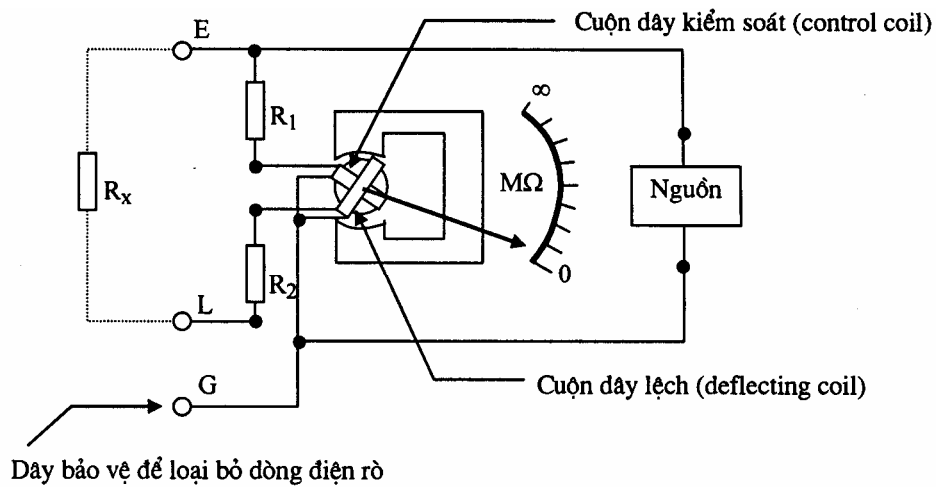 Cuộn dây kiểm soát (control coil)
E
R1
∞
MΩ
Nguồn
Rx
R2
0
L
G
Cuộn dây lệch (deflecting coil)
Dây bảo vệ để loại bỏ dòng điện rò